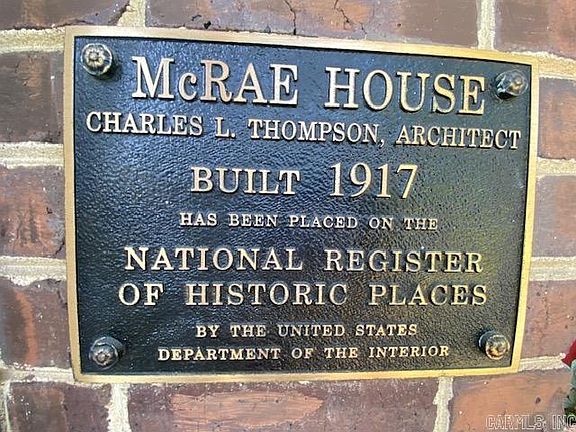 McRAE HOUSE
CHARLES L. THOMPSON, ARCHITECT
BUILT 1917
HAS BEEN PLACED ON THE
NATIONAL REGISTER
OF HISTORIC PLACES
BY THE UNITED STATES
DEPARTMENT OF THE INTERIOR
CARMLS, INC